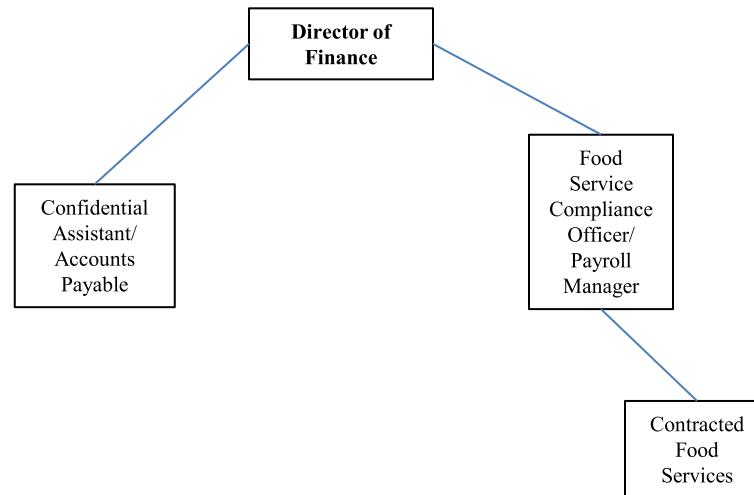 Director of
Finance
Confidential
Assistant/
Accounts
Payable
Food
Service
Compliance
Officer/
Payroll
Manager
Contracted
Food
Services